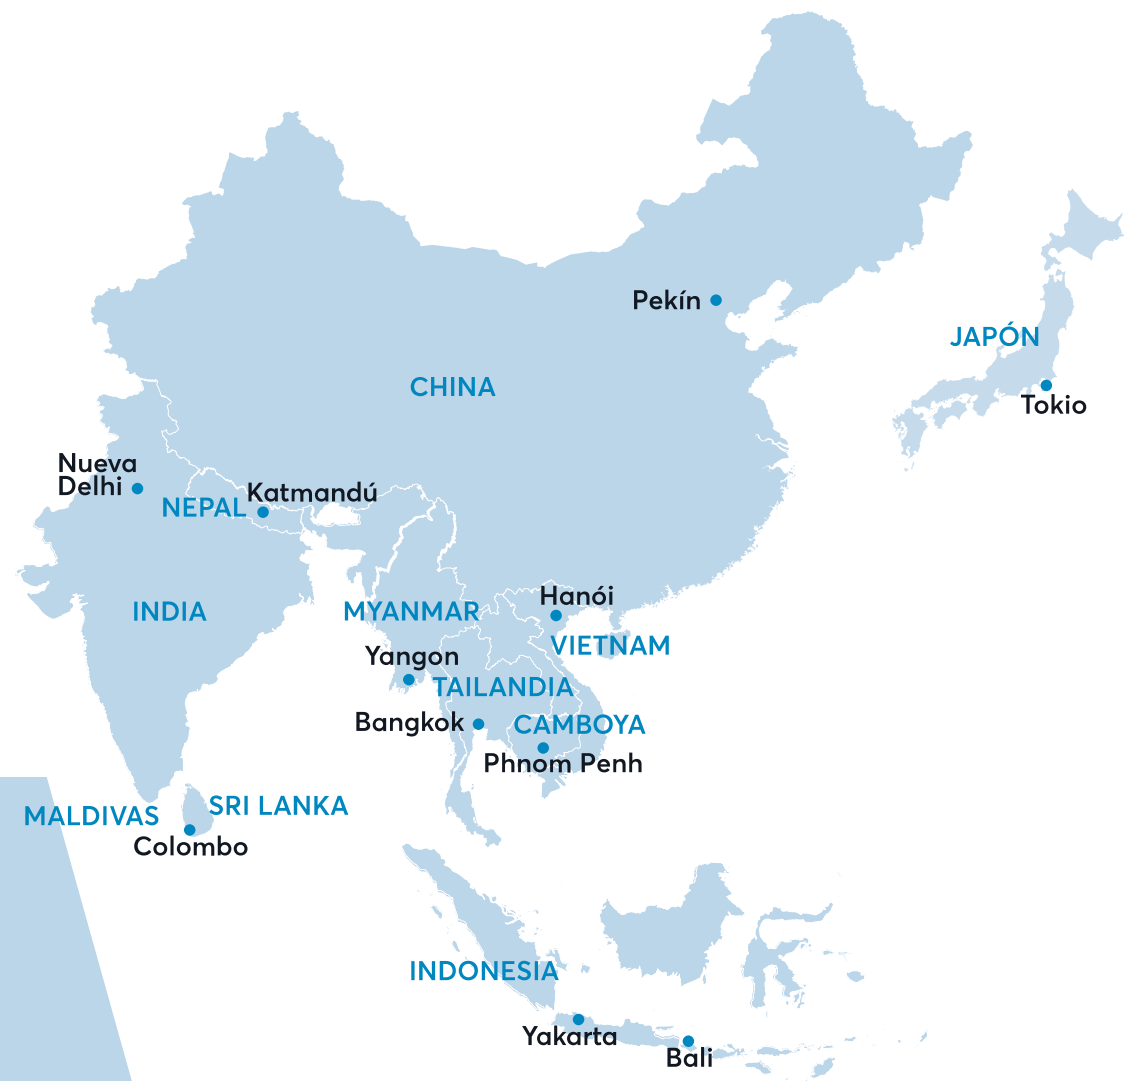 Pekín
JAPÓN
CHINA
Tokio
Nueva
Delhi
Katmandú
NEPAL
Hanói
INDIA
MYANMAR
VIETNAM
Yangon
TAILANDIA
Bangkok
CAMBOYA
Phnom Penh
SRI LANKA
MALDIVAS
Colombo
INDONESIA
Yakarta
Bali